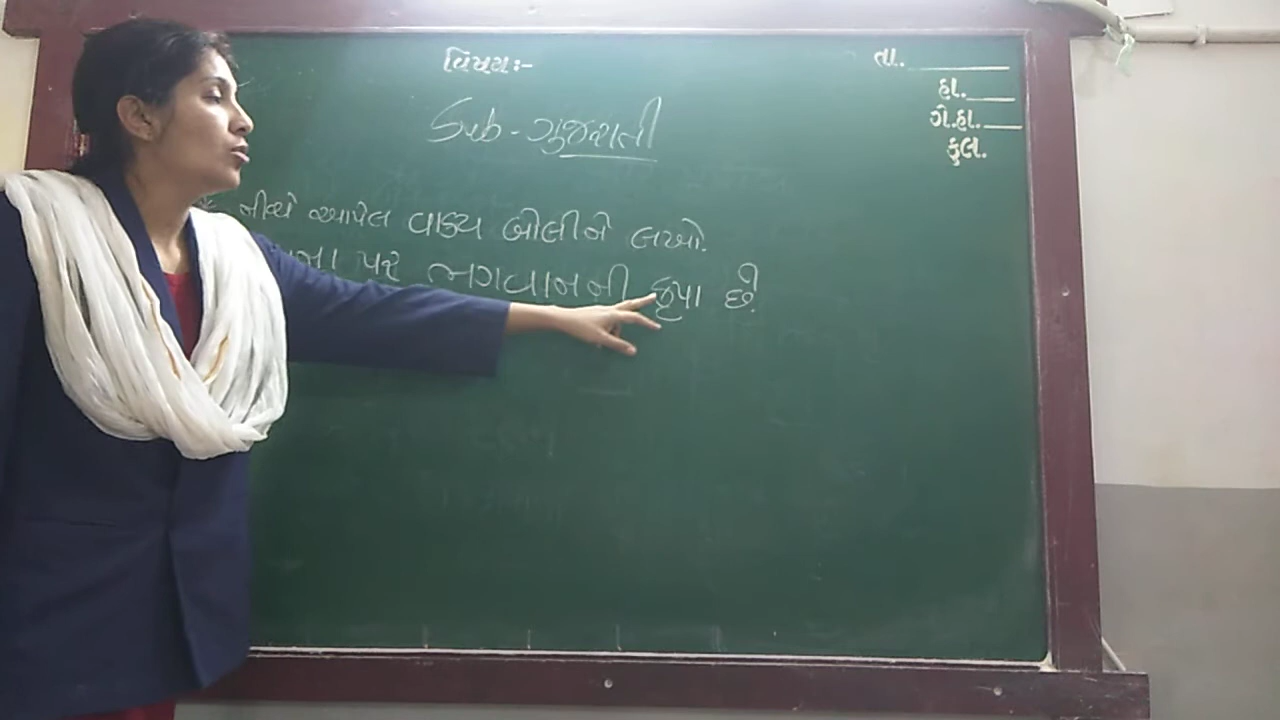 વિષય:-
તા.
હા.
ગે.હા.
કુલ.
Sub - ગુજરાતી
* નીચે આપેલ વાક્ય બોલીને લખો.
પર ભગવાનની કૃપા છે.